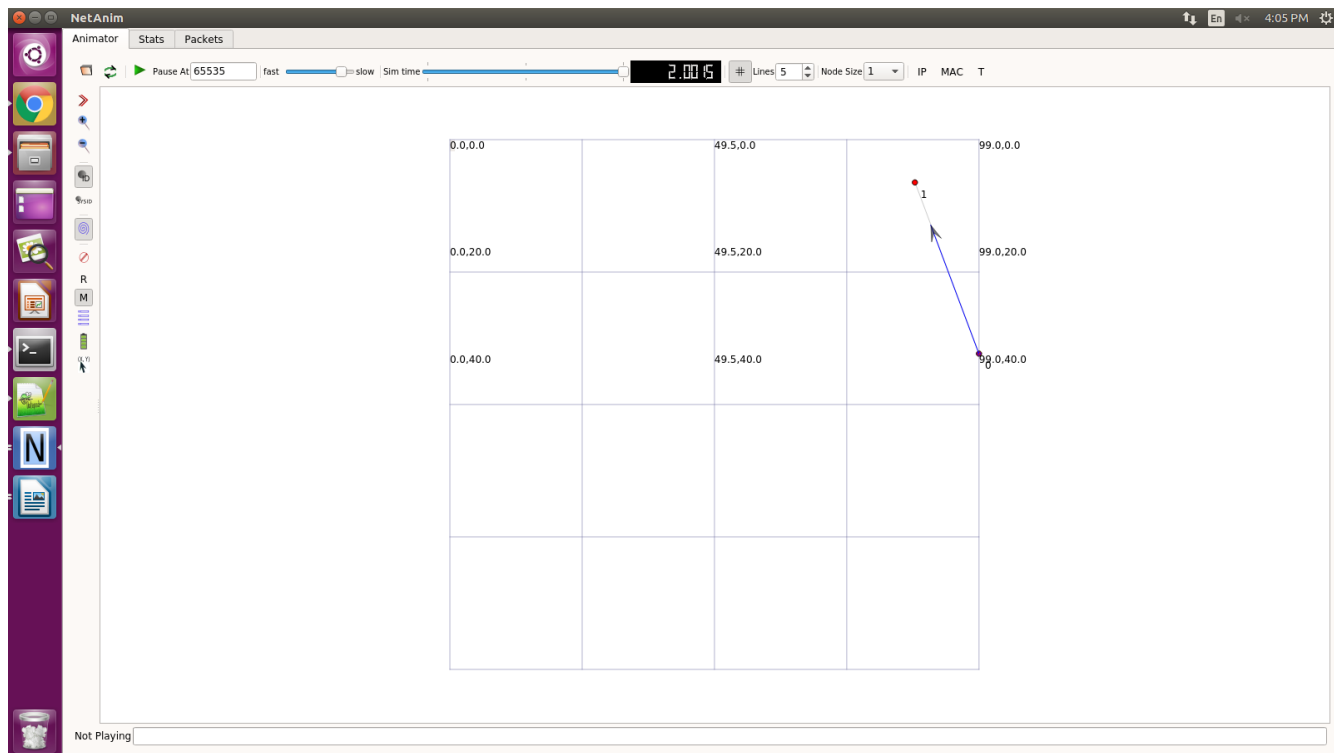 NetAnim En 4:05 PM
Animator Stats Packets
Pause At 65535 fast slow Sim time 2.0015 # Lines 5 Node Size 1 IP MAC T
0.0,0.0 49.5,0.0 99.0,0.0
ID
1
SYSID
0.0,20.0 49.5,20.0 99.0,20.0
R
M
(X,Y)
0.0,40.0 49.5,40.0 99.0,40.0
0
>_
N
Not Playing